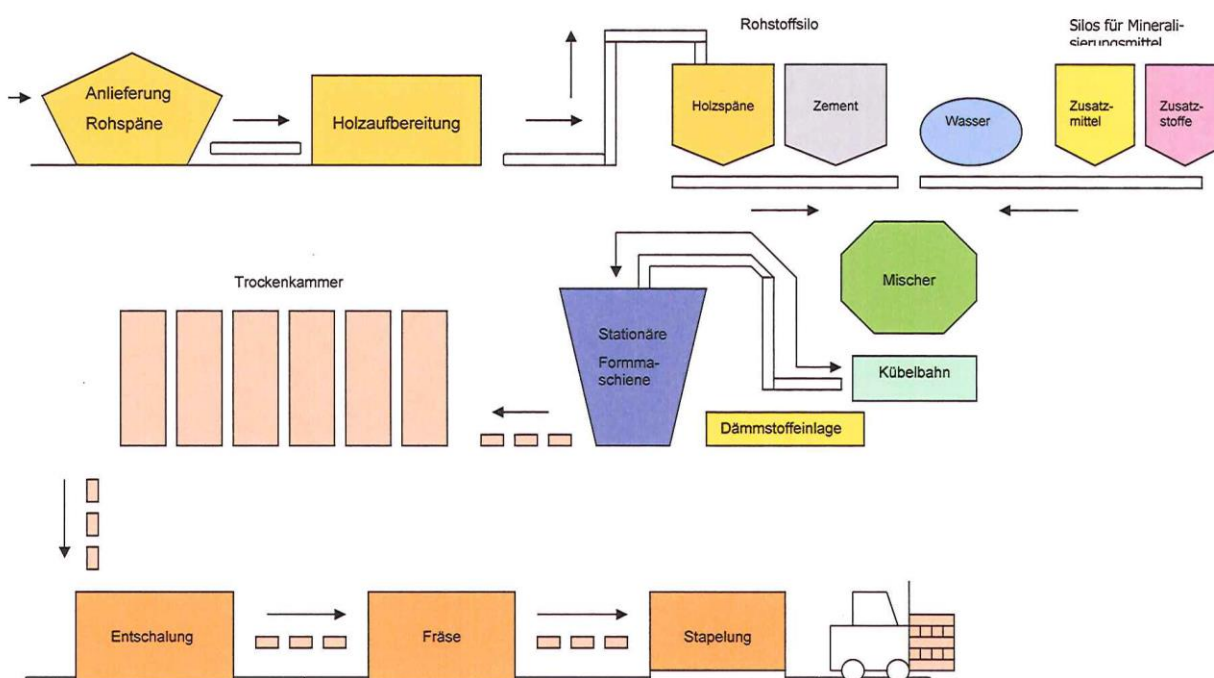 Rohstoffsilo
Silos für Minerali-
sierungsmittel
Anlieferung
Rohspäne
Holzaufbereitung
Holzspäne
Zement
Wasser
Zusatz-
mittel
Zusatz-
stoffe
Mischer
Trockenkammer
Stationäre
Formma-
schiene
Kübelbahn
Dämmstoffeinlage
Entschalung
Fräse
Stapelung